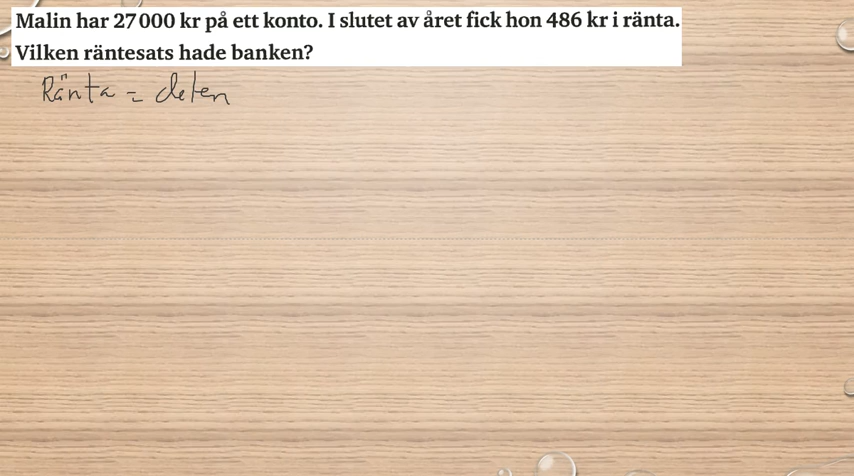 Malin har 27 000 kr på ett konto. I slutet av året fick hon 486 kr i ränta.
Vilken räntesats hade banken?
Ränta = delen